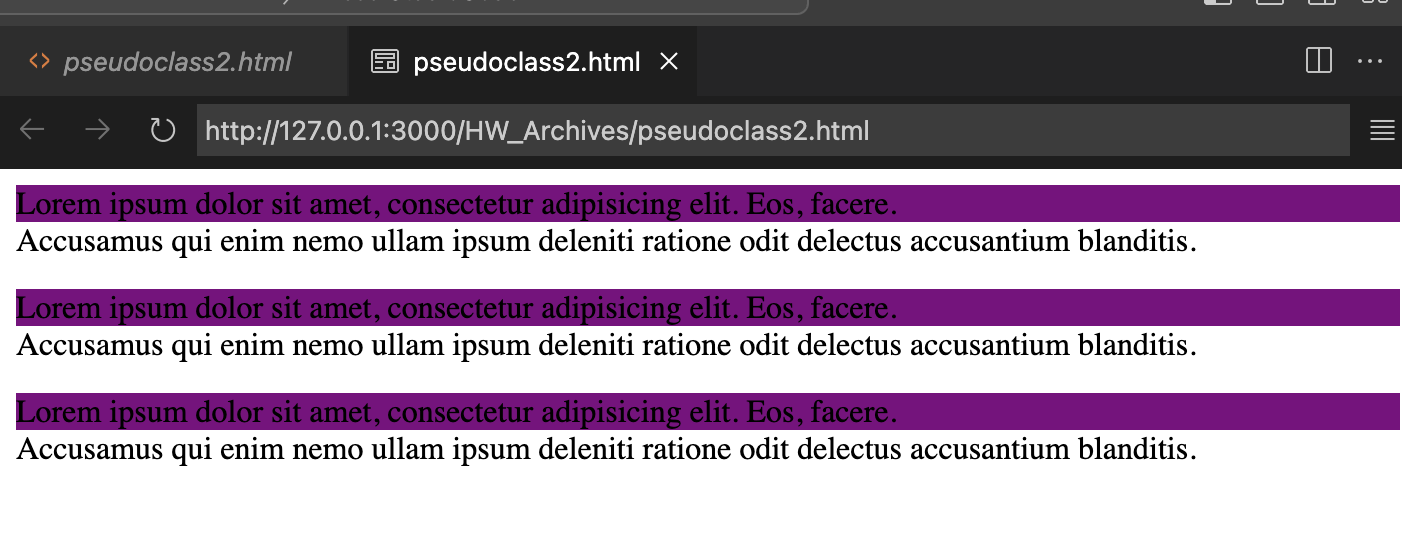 pseudoclass2.html
pseudoclass2.html
http://127.0.0.1:3000/HW_Archives/pseudoclass2.html
Lorem ipsum dolor sit amet, consectetur adipisicing elit. Eos, facere.
Accusamus qui enim nemo ullam ipsum deleniti ratione odit delectus accusantium blanditis.
Lorem ipsum dolor sit amet, consectetur adipisicing elit. Eos, facere.
Accusamus qui enim nemo ullam ipsum deleniti ratione odit delectus accusantium blanditis.
Lorem ipsum dolor sit amet, consectetur adipisicing elit. Eos, facere.
Accusamus qui enim nemo ullam ipsum deleniti ratione odit delectus accusantium blanditis.